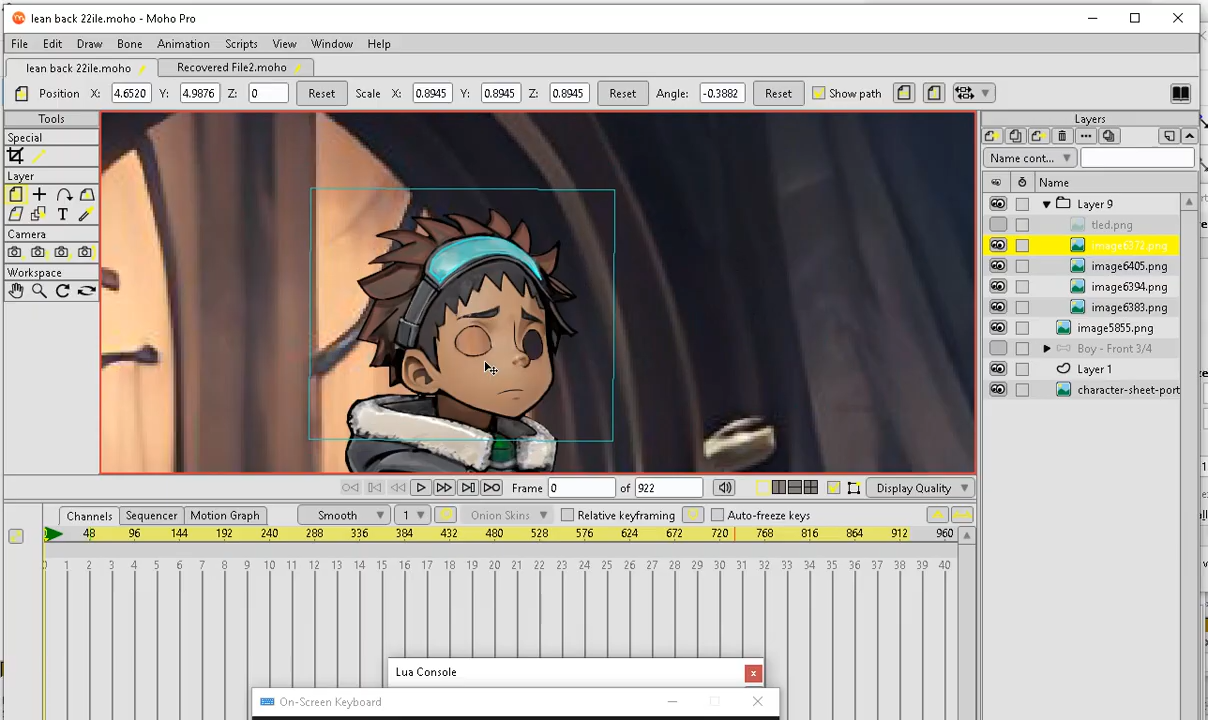 lean back 22ile.moho - Moho Pro
File Edit Draw Bone Animation Scripts View Window Help
lean back 22ile.moho Recovered File2.moho
Position X: 4.6520 Y: 4.9876 Z: 0 Reset Scale X: 0.8945 Y: 0.8945 Z: 0.8945 Reset Angle: -0.3882 Reset Show path
Tools
Special
Layer
T
Camera
Workspace
Layers
Name cont...
Name
Layer 9
tled.png
image6372.png
image6405.png
image6394.png
image6383.png
image5855.png
Boy - Front 3/4
Layer 1
character-sheet-port
Frame 0 of 922 Display Quality
Channels Sequencer Motion Graph Smooth 1 Onion Skins Relative keyframing Auto-freeze keys
48 96 144 192 240 288 336 384 432 480 528 576 624 672 720 768 816 864 912 960
0 1 2 3 4 5 6 7 8 9 10 11 12 13 14 15 16 17 18 19 20 21 22 23 24 25 26 27 28 29 30 31 32 33 34 35 36 37 38 39 40
Lua Console x
On-Screen Keyboard